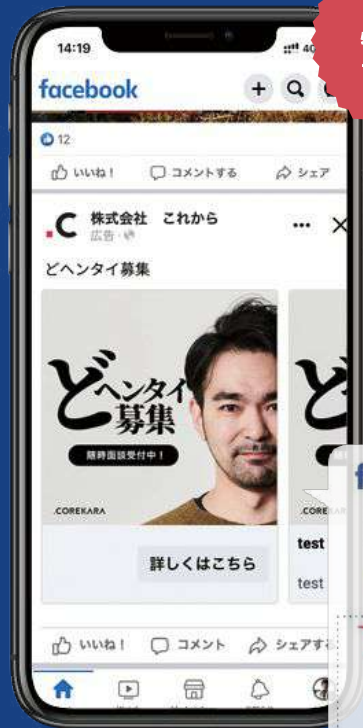 14:19
facebook
12
いいね！ コメントする シェア
.C 株式会社 これから
広告
どヘンタイ募集
どヘンタイ
募集
随時面談受付中！
.COREKARA
詳しくはこちら
test
test
いいね！ コメント シェアする